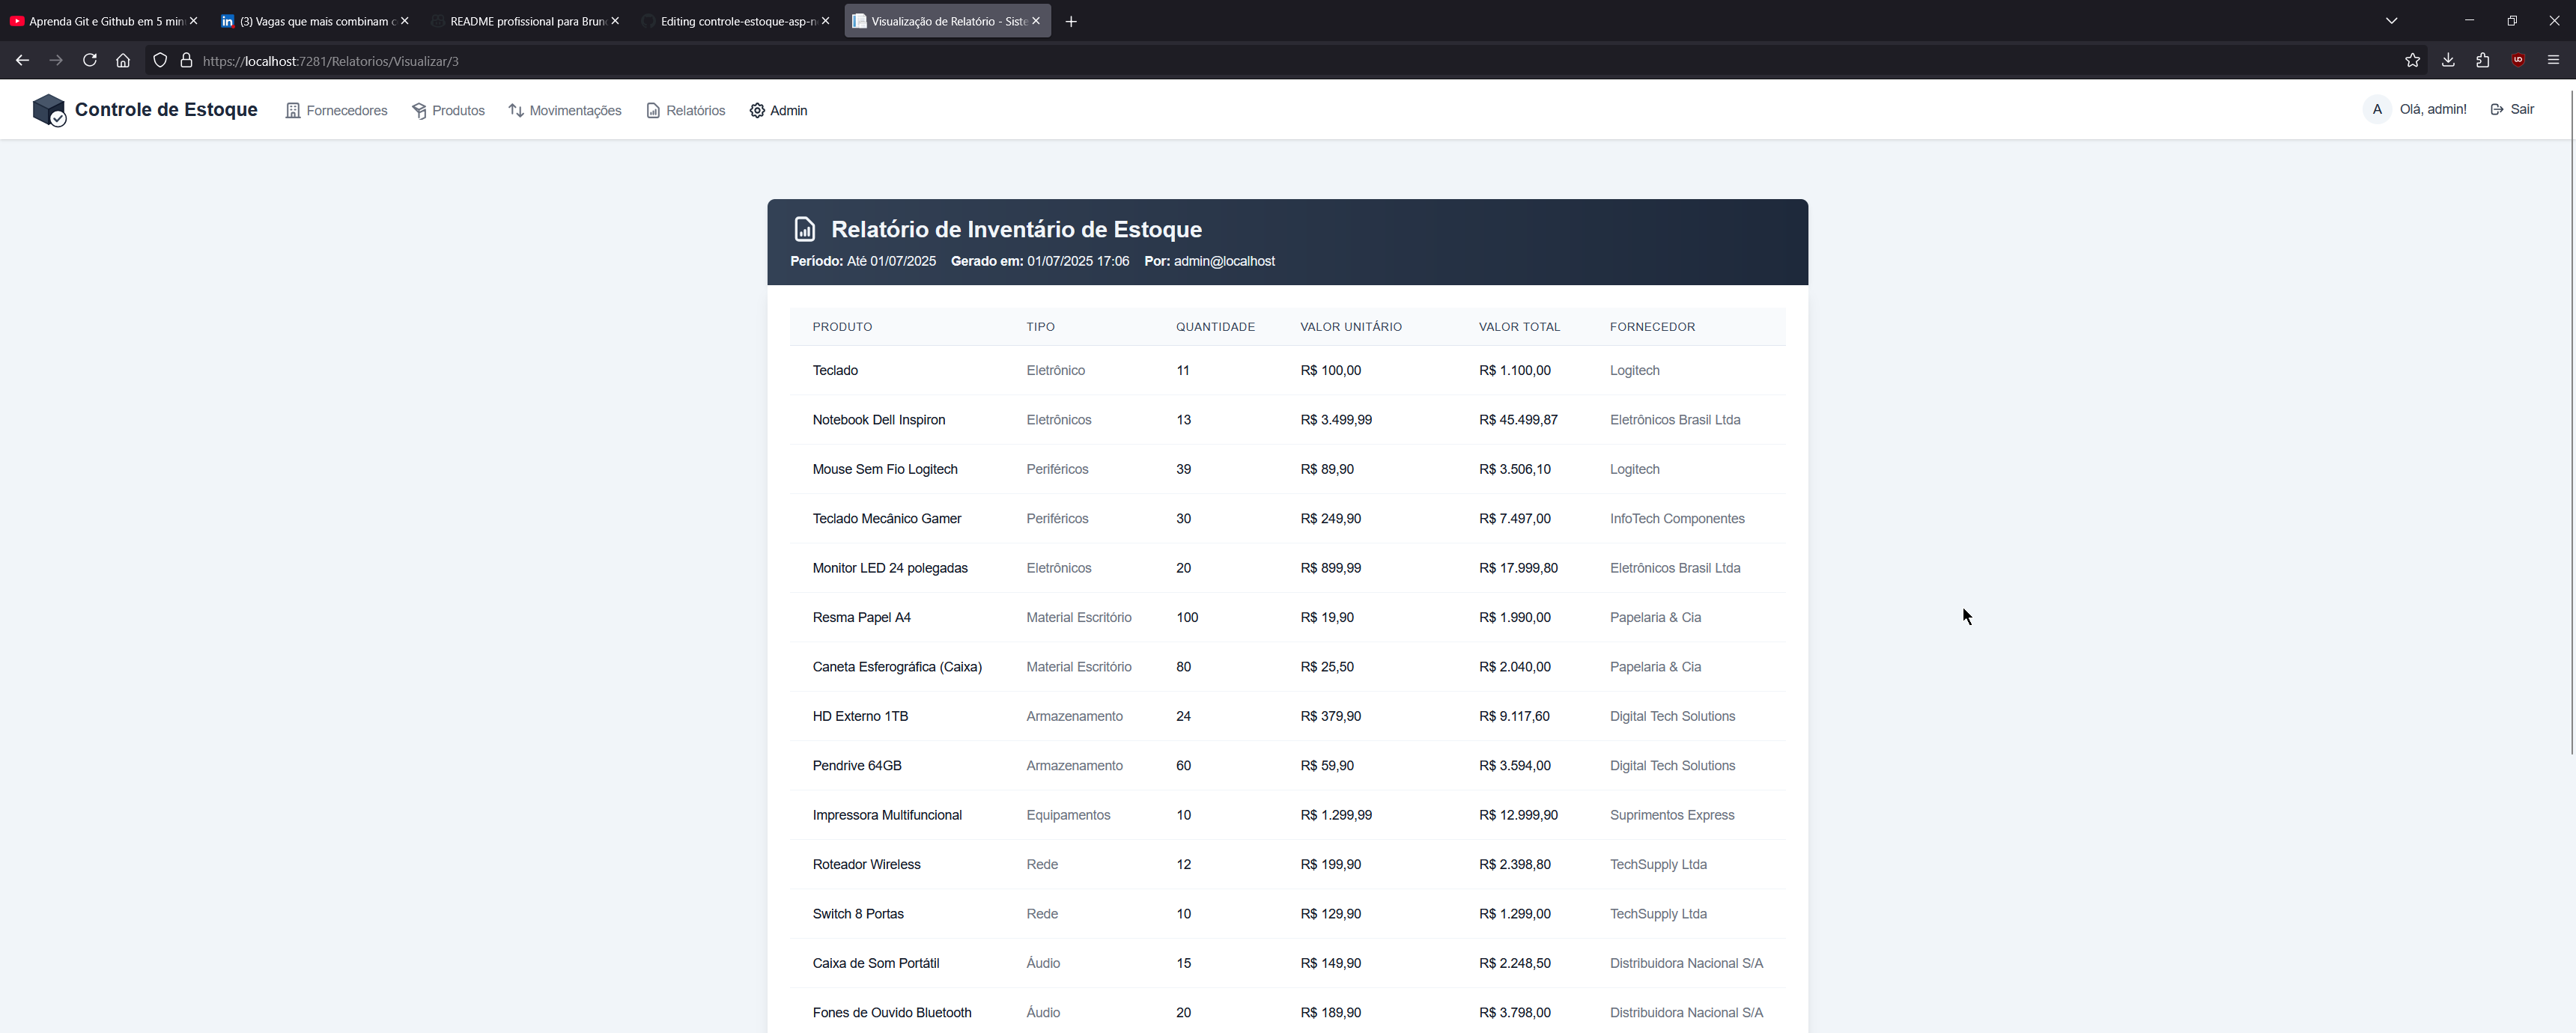 Aprenda Git e Github em 5 min
(3) Vagas que mais combinam c
README profissional para Brun
Editing controle-estoque-asp-n
Visualização de Relatório - Siste
https://localhost:7281/Relatorios/Visualizar/3
Controle de Estoque Fornecedores Produtos Movimentações Relatórios Admin A Olá, admin! Sair
Relatório de Inventário de Estoque
Período: Até 01/07/2025 Gerado em: 01/07/2025 17:06 Por: admin@localhost
PRODUTO TIPO QUANTIDADE VALOR UNITÁRIO VALOR TOTAL FORNECEDOR
Teclado Eletrônico 11 R$ 100,00 R$ 1.100,00 Logitech
Notebook Dell Inspiron Eletrônicos 13 R$ 3.499,99 R$ 45.499,87 Eletrônicos Brasil Ltda
Mouse Sem Fio Logitech Periféricos 39 R$ 89,90 R$ 3.506,10 Logitech
Teclado Mecânico Gamer Periféricos 30 R$ 249,90 R$ 7.497,00 InfoTech Componentes
Monitor LED 24 polegadas Eletrônicos 20 R$ 899,99 R$ 17.999,80 Eletrônicos Brasil Ltda
Resma Papel A4 Material Escritório 100 R$ 19,90 R$ 1.990,00 Papelaria & Cia
Caneta Esferográfica (Caixa) Material Escritório 80 R$ 25,50 R$ 2.040,00 Papelaria & Cia
HD Externo 1TB Armazenamento 24 R$ 379,90 R$ 9.117,60 Digital Tech Solutions
Pendrive 64GB Armazenamento 60 R$ 59,90 R$ 3.594,00 Digital Tech Solutions
Impressora Multifuncional Equipamentos 10 R$ 1.299,99 R$ 12.999,90 Suprimentos Express
Roteador Wireless Rede 12 R$ 199,90 R$ 2.398,80 TechSupply Ltda
Switch 8 Portas Rede 10 R$ 129,90 R$ 1.299,00 TechSupply Ltda
Caixa de Som Portátil Áudio 15 R$ 149,90 R$ 2.248,50 Distribuidora Nacional S/A
Fones de Ouvido Bluetooth Áudio 20 R$ 189,90 R$ 3.798,00 Distribuidora Nacional S/A